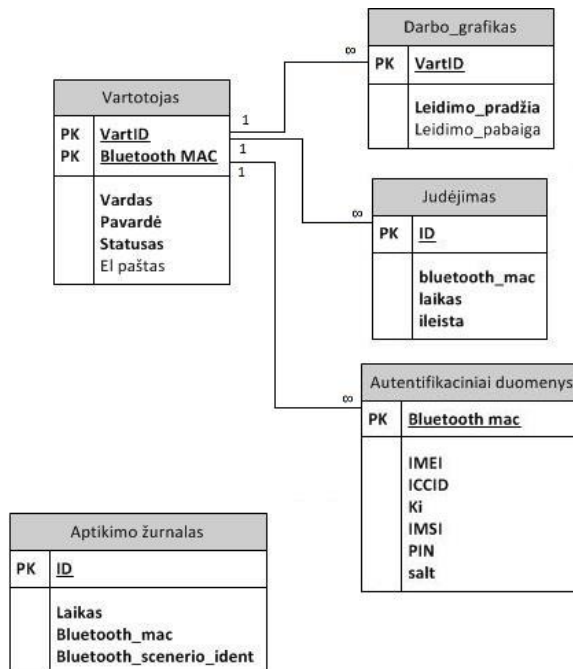 Darbo_grafikas
PK VartID
Leidimo_pradžia
Leidimo_pabaiga
∞
Vartotojas
PK VartID
PK Bluetooth MAC
Vardas
Pavardė
Statusas
El paštas
1
1
1
Judėjimas
PK ID
bluetooth_mac
laikas
ileista
∞
Autentifikaciniai duomenys
PK Bluetooth mac
IMEI
ICCID
Ki
IMSI
PIN
salt
∞
Aptikimo žurnalas
PK ID
Laikas
Bluetooth_mac
Bluetooth_scenerio_ident